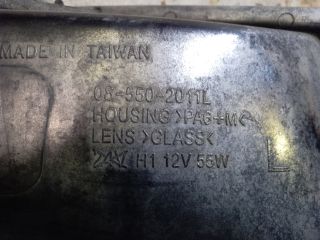 MADE IN TAIWAN
08-550-2011L
HOUSING >PA6+M<
LENS >GLASS<
24V H1 12V 55W
L